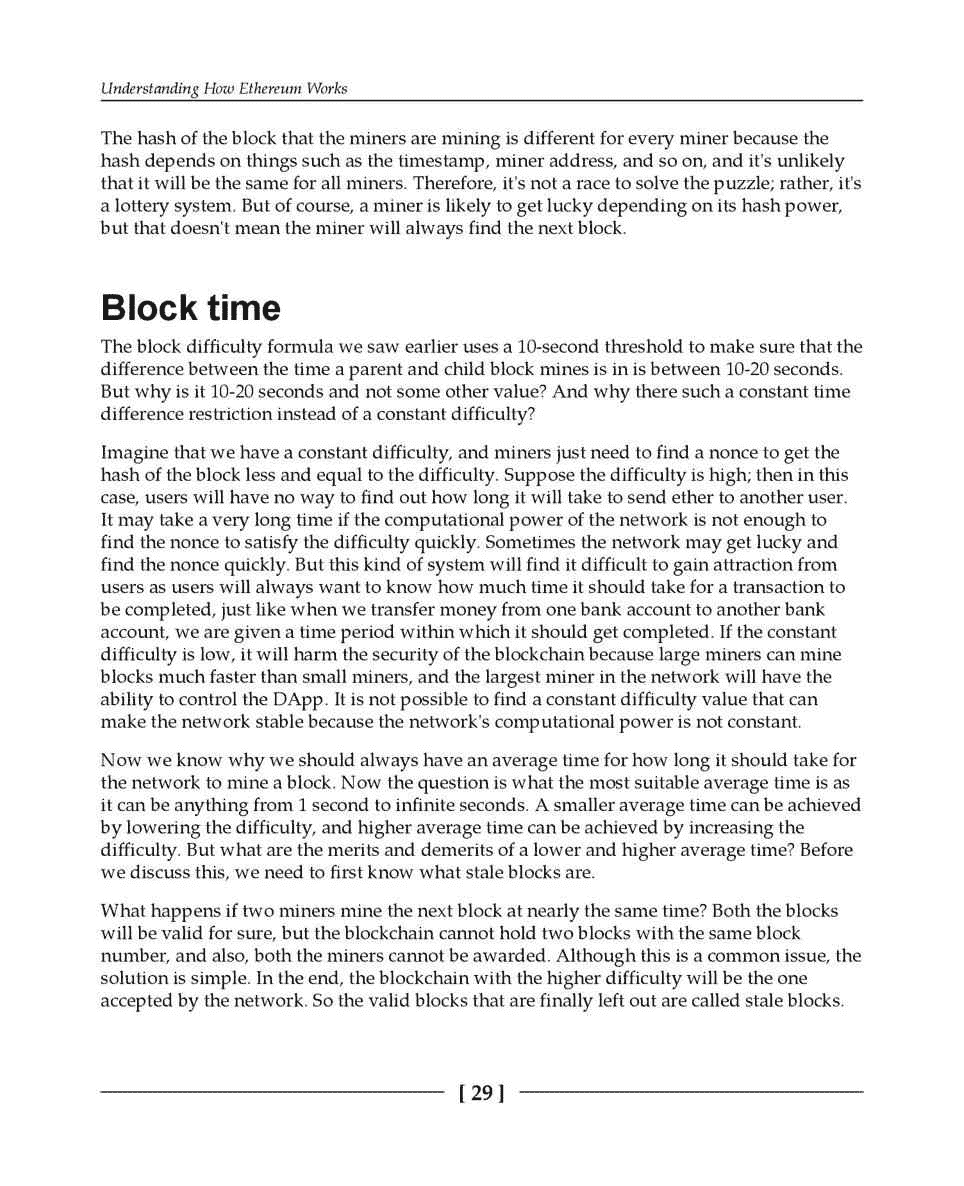 Understanding How Ethereum Works
The hash of the block that the miners are mining is different for every miner because the
hash depends on things such as the timestamp, miner address, and so on, and it's unlikely
that it will be the same for all miners. Therefore, it's not a race to solve the puzzle; rather, it's
a lottery system. But of course, a miner is likely to get lucky depending on its hash power,
but that doesn't mean the miner will always find the next block.
Block time
The block difficulty formula we saw earlier uses a 10-second threshold to make sure that the
difference between the time a parent and child block mines is in is between 10-20 seconds.
But why is it 10-20 seconds and not some other value? And why there such a constant time
difference restriction instead of a constant difficulty?
Imagine that we have a constant difficulty, and miners just need to find a nonce to get the
hash of the block less and equal to the difficulty. Suppose the difficulty is high; then in this
case, users will have no way to find out how long it will take to send ether to another user.
It may take a very long time if the computational power of the network is not enough to
find the nonce to satisfy the difficulty quickly. Sometimes the network may get lucky and
find the nonce quickly. But this kind of system will find it difficult to gain attraction from
users as users will always want to know how much time it should take for a transaction to
be completed, just like when we transfer money from one bank account to another bank
account, we are given a time period within which it should get completed. If the constant
difficulty is low, it will harm the security of the blockchain because large miners can mine
blocks much faster than small miners, and the largest miner in the network will have the
ability to control the DApp. It is not possible to find a constant difficulty value that can
make the network stable because the network's computational power is not constant.
Now we know why we should always have an average time for how long it should take for
the network to mine a block. Now the question is what the most suitable average time is as
it can be anything from 1 second to infinite seconds. A smaller average time can be achieved
by lowering the difficulty, and higher average time can be achieved by increasing the
difficulty. But what are the merits and demerits of a lower and higher average time? Before
we discuss this, we need to first know what stale blocks are.
What happens if two miners mine the next block at nearly the same time? Both the blocks
will be valid for sure, but the blockchain cannot hold two blocks with the same block
number, and also, both the miners cannot be awarded. Although this is a common issue, the
solution is simple. In the end, the blockchain with the higher difficulty will be the one
accepted by the network. So the valid blocks that are finally left out are called stale blocks.
[ 29 ]